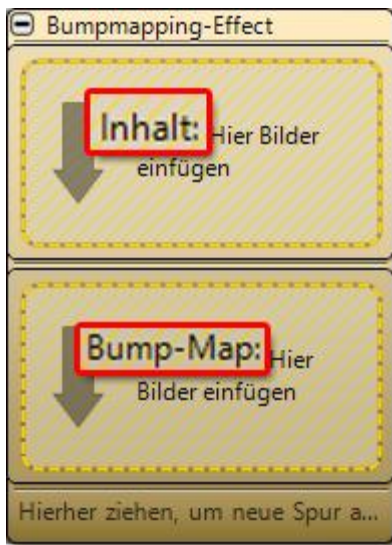 Bumpmapping-Effect
Inhalt: Hier Bilder
einfügen
Bump-Map: Hier
Bilder einfügen
Hierher ziehen, um neue Spur a...